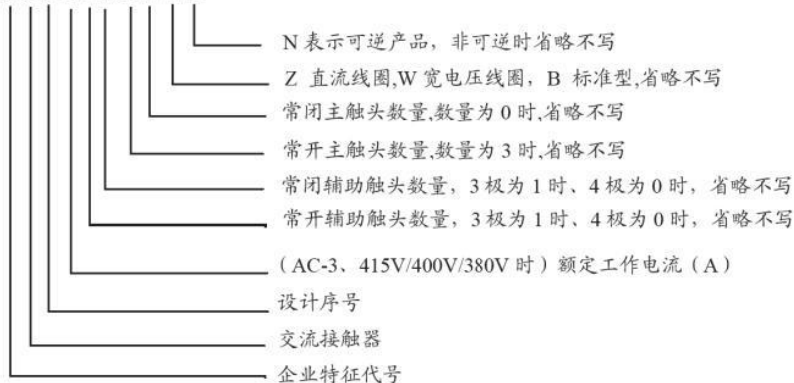 N 表示可逆产品，非可逆时省略不写
Z 直流线圈,W 宽电压线圈，B 标准型,省略不写
常闭主触头数量,数量为 0 时,省略不写
常开主触头数量,数量为 3 时,省略不写
常闭辅助触头数量，3 极为 1 时、4 极为 0 时，省略不写
常开辅助触头数量，3 极为 1 时、4 极为 0 时，省略不写
（AC-3、415V/400V/380V 时）额定工作电流（A）
设计序号
交流接触器
企业特征代号